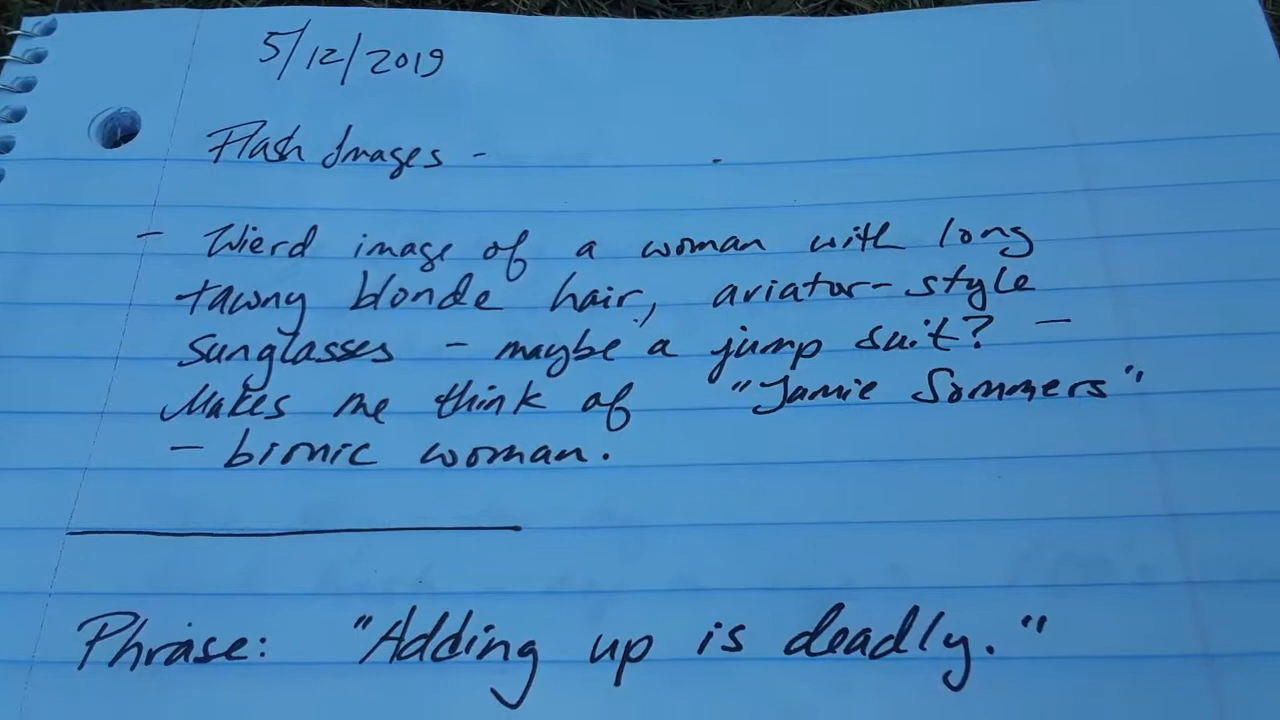 5/12/2019
Flash Images -
- Wierd image of a woman with long
tawny blonde hair, aviator-style
sunglasses - maybe a jump suit? -
Makes me think of "Jamie Sommers"
- bionic woman.
Phrase: "Adding up is deadly."